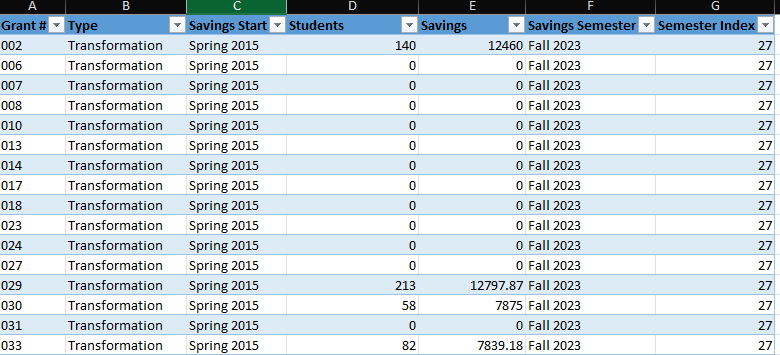 A B C D E F G
Grant # Type Savings Start Students Savings Savings Semester Semester Index
002 Transformation Spring 2015 140 12460 Fall 2023 27
006 Transformation Spring 2015 0 0 Fall 2023 27
007 Transformation Spring 2015 0 0 Fall 2023 27
008 Transformation Spring 2015 0 0 Fall 2023 27
010 Transformation Spring 2015 0 0 Fall 2023 27
013 Transformation Spring 2015 0 0 Fall 2023 27
014 Transformation Spring 2015 0 0 Fall 2023 27
017 Transformation Spring 2015 0 0 Fall 2023 27
018 Transformation Spring 2015 0 0 Fall 2023 27
023 Transformation Spring 2015 0 0 Fall 2023 27
024 Transformation Spring 2015 0 0 Fall 2023 27
027 Transformation Spring 2015 0 0 Fall 2023 27
029 Transformation Spring 2015 213 12797.87 Fall 2023 27
030 Transformation Spring 2015 58 7875 Fall 2023 27
031 Transformation Spring 2015 0 0 Fall 2023 27
033 Transformation Spring 2015 82 7839.18 Fall 2023 27